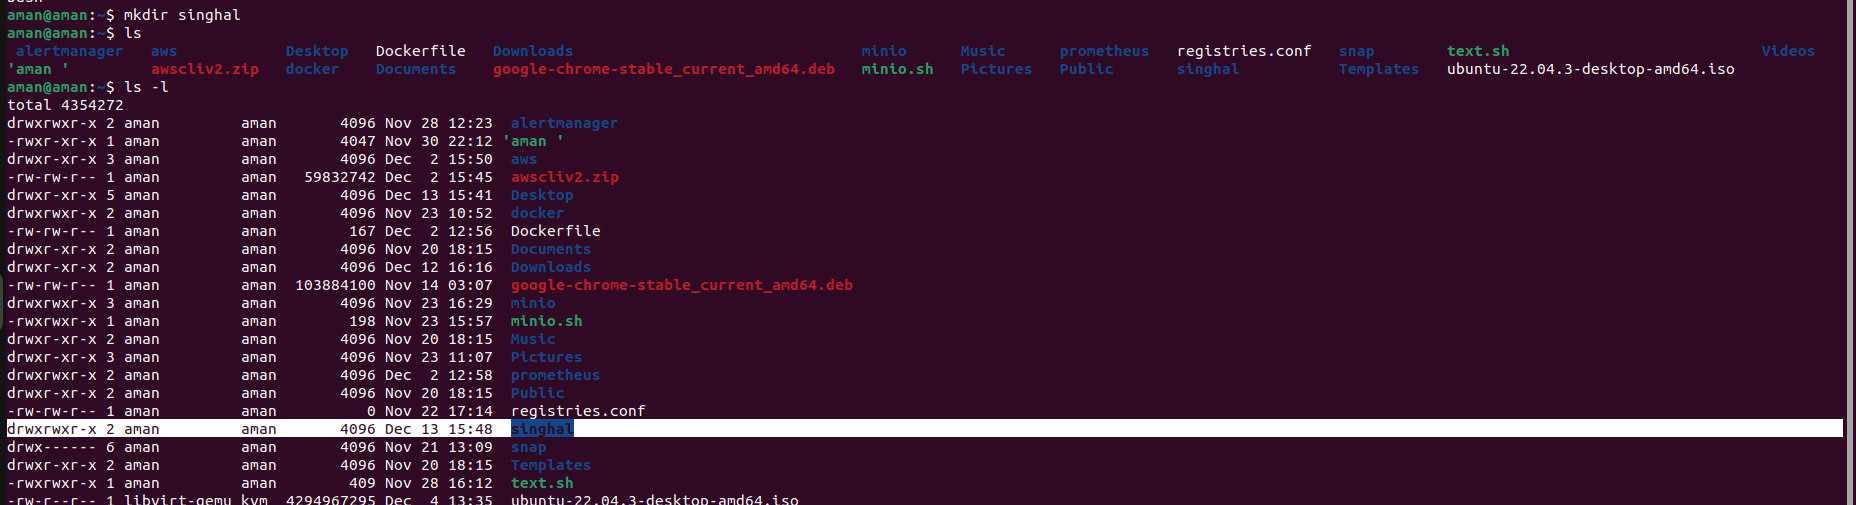 aman@aman:~$ mkdir singhal
aman@aman:~$ ls
 alertmanager   aws            Desktop   Dockerfile   Downloads                                minio      Music      prometheus   registries.conf   snap        text.sh                            Videos
'aman '         awscliv2.zip   docker    Documents    google-chrome-stable_current_amd64.deb   minio.sh   Pictures   Public       singhal           Templates   ubuntu-22.04.3-desktop-amd64.iso
aman@aman:~$ ls -l
total 4354272
drwxrwxr-x 2 aman         aman       4096 Nov 28 12:23  alertmanager
-rwxr-xr-x 1 aman         aman       4047 Nov 30 22:12 'aman '
drwxr-xr-x 3 aman         aman       4096 Dec  2 15:50  aws
-rw-rw-r-- 1 aman         aman   59832742 Dec  2 15:45  awscliv2.zip
drwxr-xr-x 5 aman         aman       4096 Dec 13 15:41  Desktop
drwxrwxr-x 2 aman         aman       4096 Nov 23 10:52  docker
-rw-rw-r-- 1 aman         aman        167 Dec  2 12:56  Dockerfile
drwxr-xr-x 2 aman         aman       4096 Nov 20 18:15  Documents
drwxr-xr-x 2 aman         aman       4096 Dec 12 16:16  Downloads
-rw-rw-r-- 1 aman         aman  103884100 Nov 14 03:07  google-chrome-stable_current_amd64.deb
drwxrwxr-x 3 aman         aman       4096 Nov 23 16:29  minio
-rwxrwxr-x 1 aman         aman        198 Nov 23 15:57  minio.sh
drwxr-xr-x 2 aman         aman       4096 Nov 20 18:15  Music
drwxr-xr-x 3 aman         aman       4096 Nov 23 11:07  Pictures
drwxrwxr-x 2 aman         aman       4096 Dec  2 12:58  prometheus
drwxr-xr-x 2 aman         aman       4096 Nov 20 18:15  Public
-rw-rw-r-- 1 aman         aman          0 Nov 22 17:14  registries.conf
drwxrwxr-x 2 aman         aman       4096 Dec 13 15:48  singhal
drwx------ 6 aman         aman       4096 Nov 21 13:09  snap
drwxr-xr-x 2 aman         aman       4096 Nov 20 18:15  Templates
-rwxrwxr-x 1 aman         aman        409 Nov 28 16:12  text.sh
-rw-r--r-- 1 libvirt-qemu kvm  4294967295 Dec  4 13:35  ubuntu-22.04.3-desktop-amd64.iso